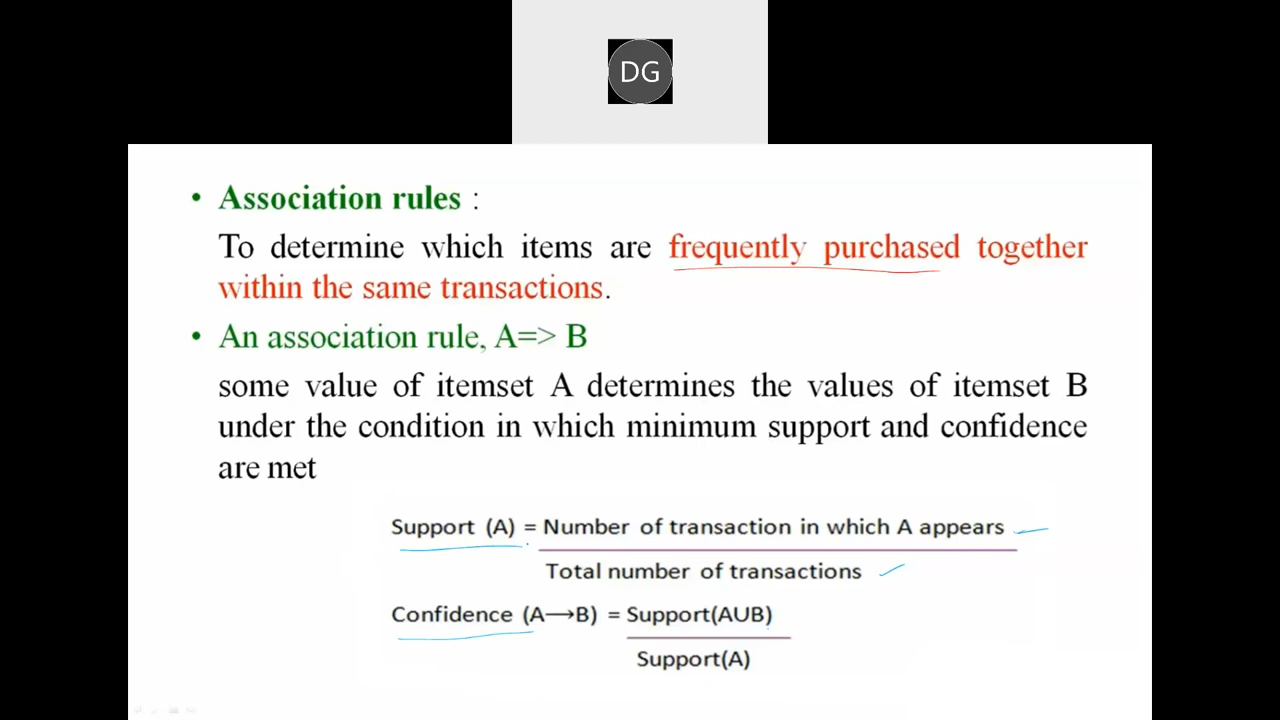 DG
• Association rules :
To determine which items are frequently purchased together
within the same transactions.
• An association rule, A=> B
some value of itemset A determines the values of itemset B
under the condition in which minimum support and confidence
are met
Support (A) = Number of transaction in which A appears
Total number of transactions
Confidence (A⟶B) = Support(AUB)
Support(A)